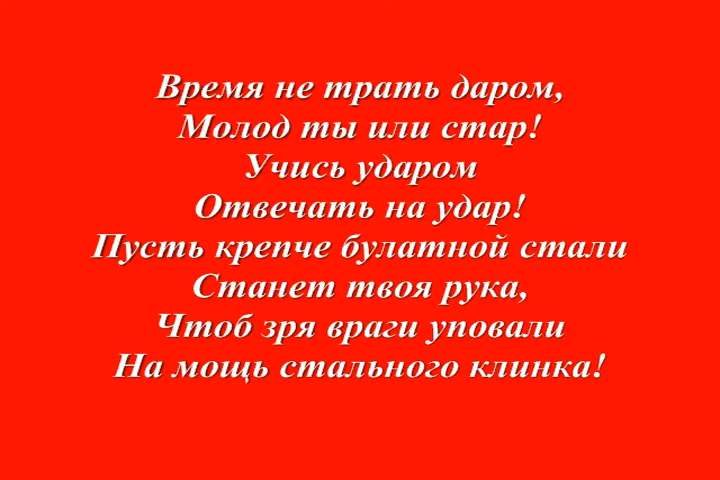 Время не трать даром,
Молод ты или стар!
Учись ударом
Отвечать на удар!
Пусть крепче булатной стали
Станет твоя рука,
Чтоб зря враги уповали
На мощь стального клинка!